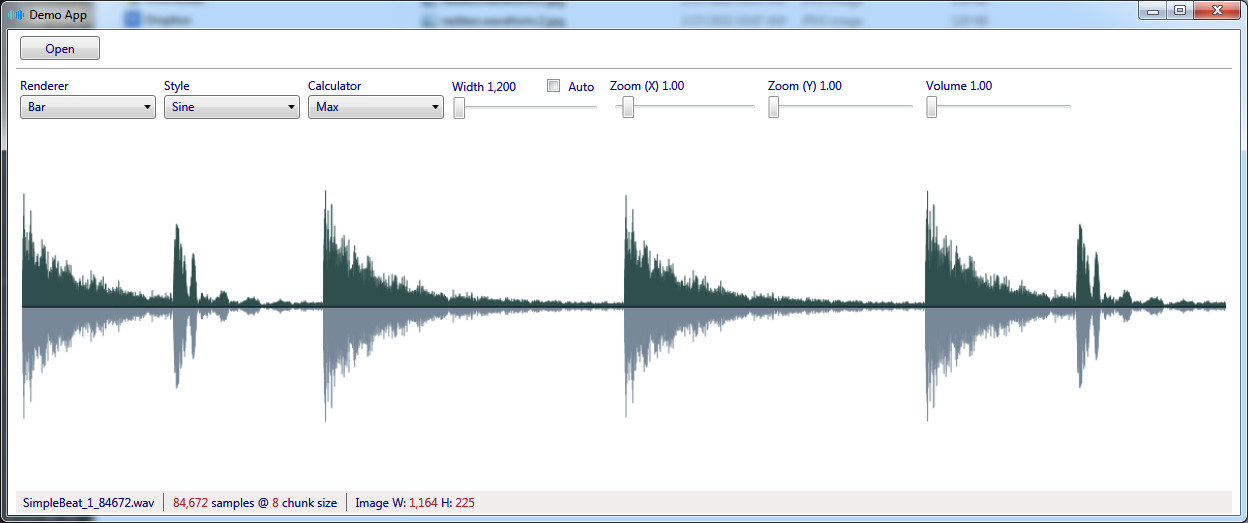 Demo App
Open
Renderer Style Calculator Width 1,200 Auto Zoom (X) 1.00 Zoom (Y) 1.00 Volume 1.00
Bar Sine Max
SimpleBeat_1_84672.wav 84,672 samples @ 8 chunk size Image W: 1,164 H: 225